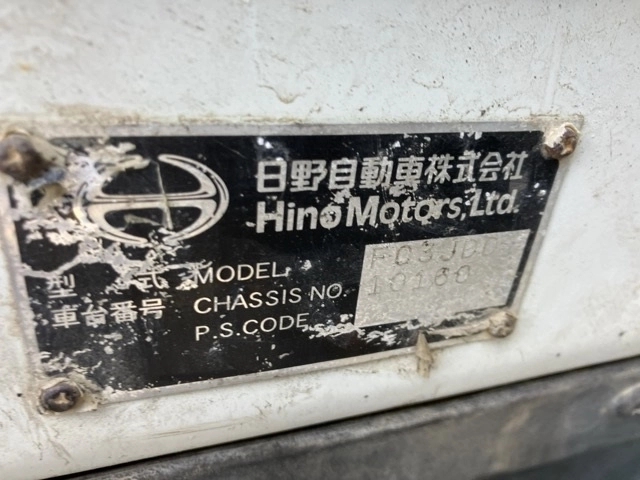 日野自動車株式会社
Hino Motors, Ltd.
型 式 MODEL
車台番号 CHASSIS NO. 10160
P.S.CODE